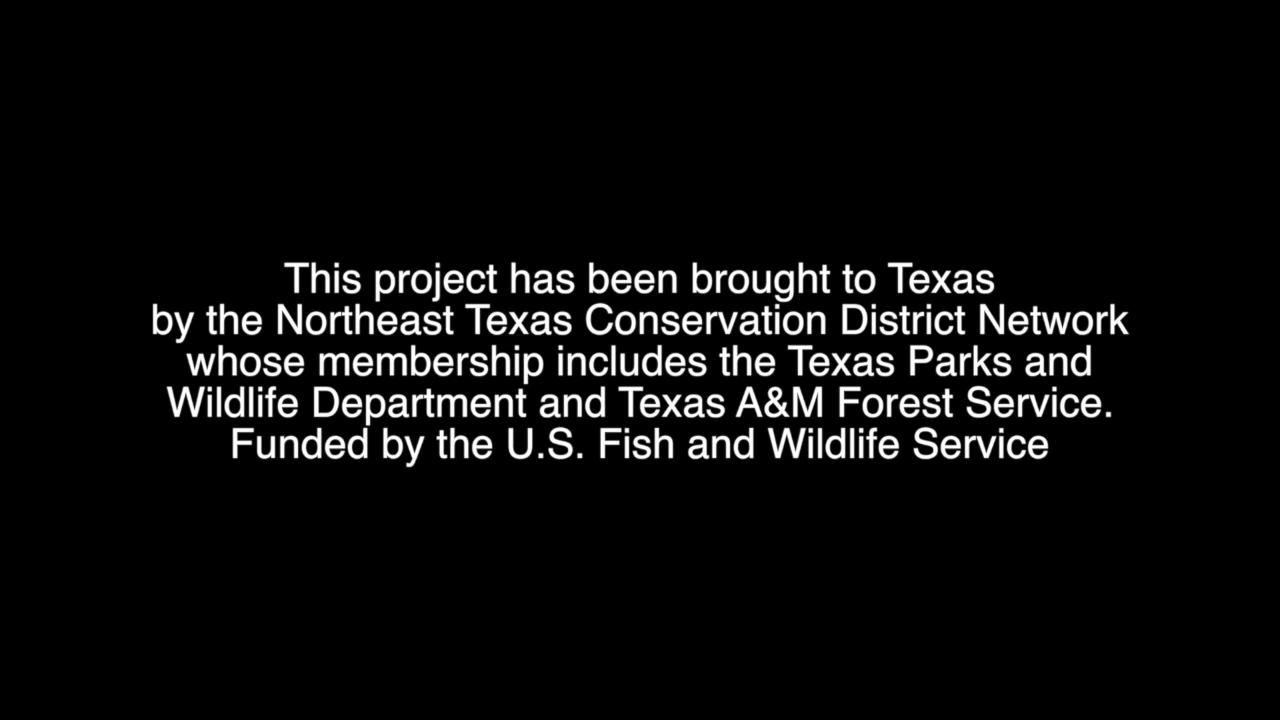 This project has been brought to Texas
by the Northeast Texas Conservation District Network
whose membership includes the Texas Parks and
Wildlife Department and Texas A&M Forest Service.
Funded by the U.S. Fish and Wildlife Service